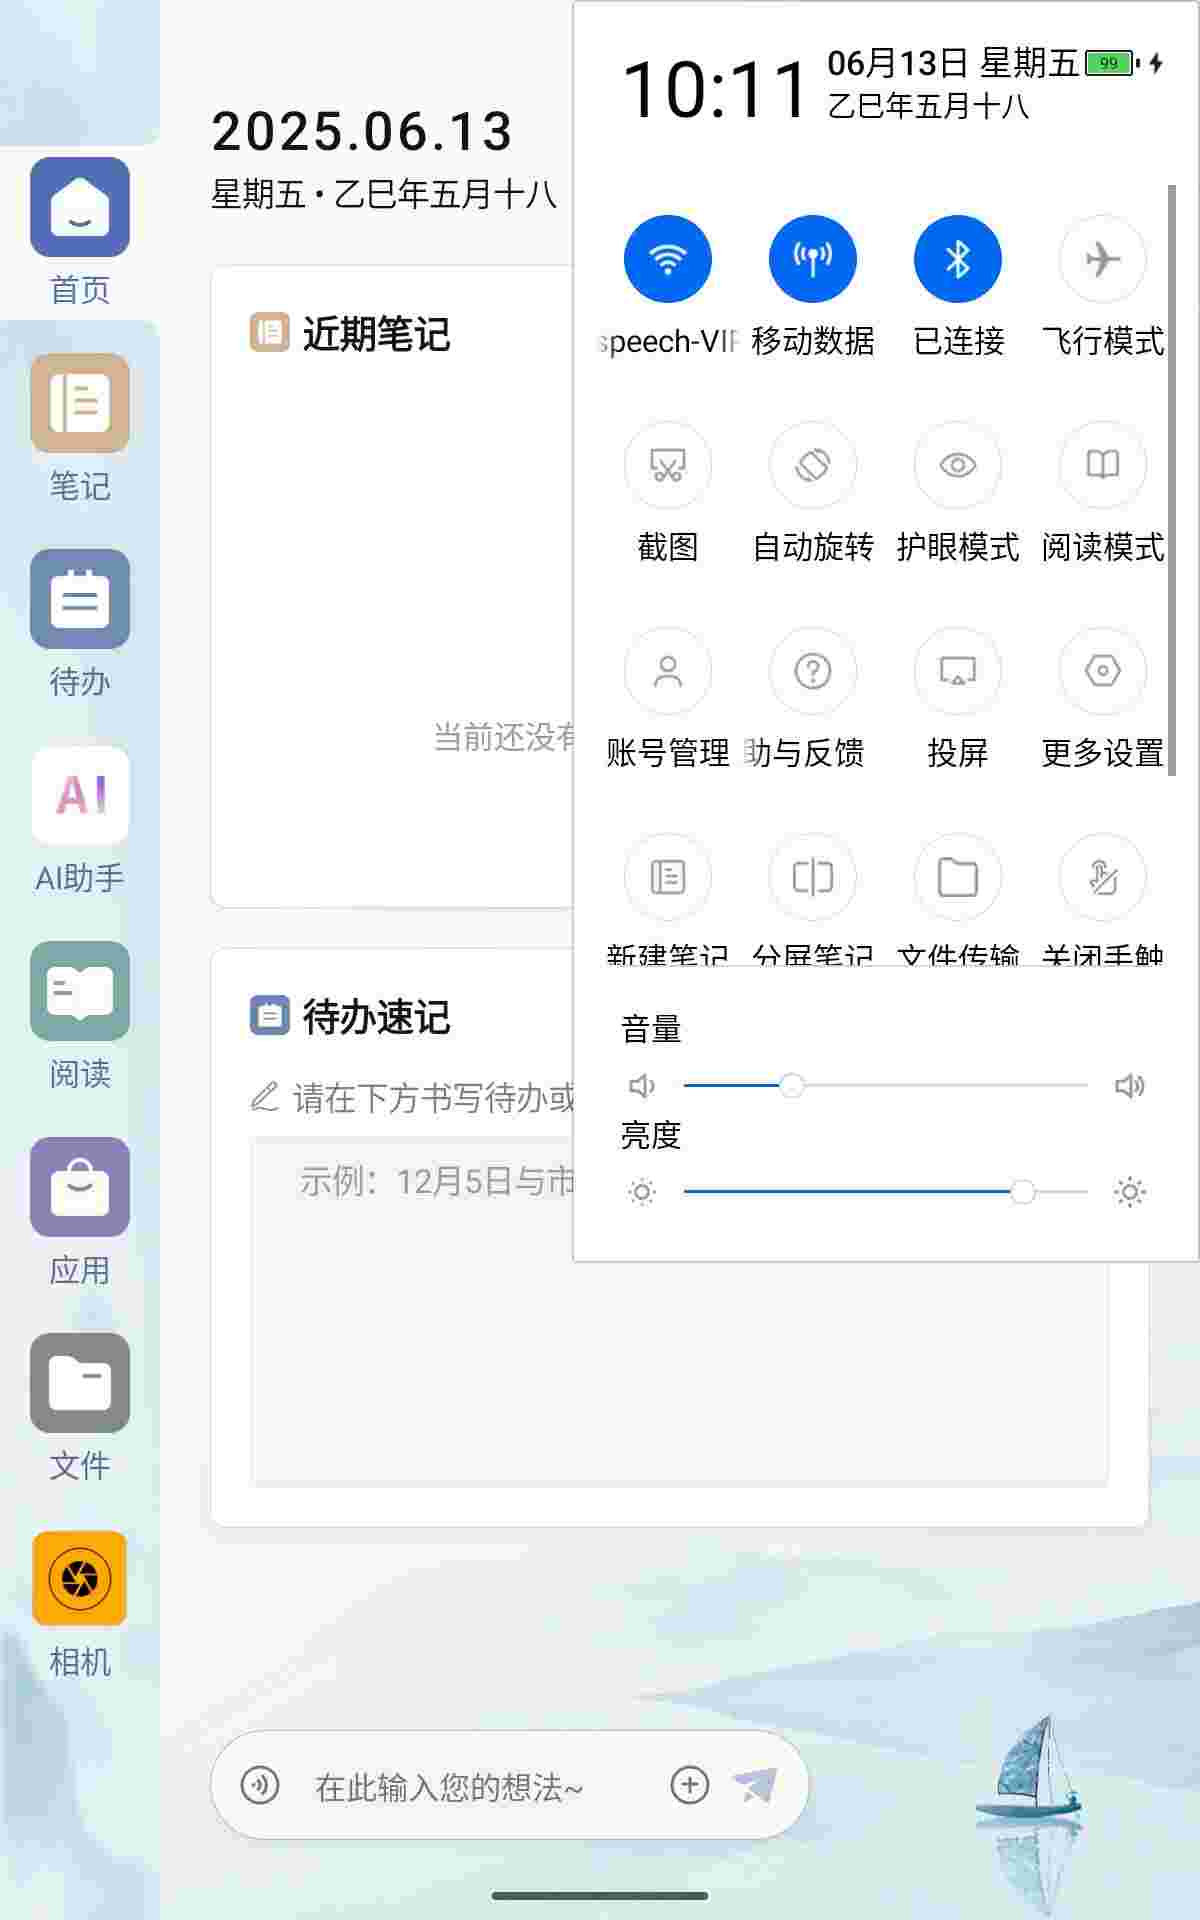 10:11
06月13日 星期五
99
乙巳年五月十八
2025.06.13
星期五·乙巳年五月十八
首页
笔记
待办
AI
AI助手
阅读
应用
文件
相机
近期笔记
当前还没有
待办速记
请在下方书写待办或
示例：12月5日与市
speech-VIP
移动数据
已连接
飞行模式
截图
自动旋转
护眼模式
阅读模式
账号管理
助与反馈
投屏
更多设置
新建笔记
分屏笔记
文件传输
关闭手触
音量
亮度
在此输入您的想法~